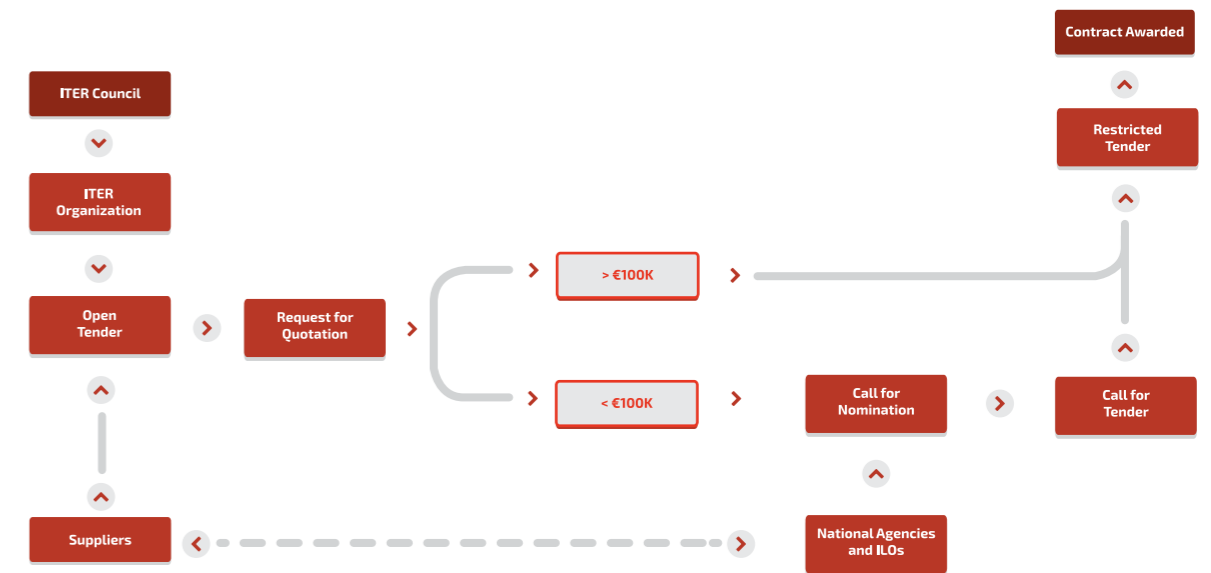 ITER Council
ITER
Organization
Open
Tender
Suppliers
Request for
Quotation
> €100K
< €100K
Call for
Nomination
National Agencies
and ILOs
Call for
Tender
Restricted
Tender
Contract Awarded